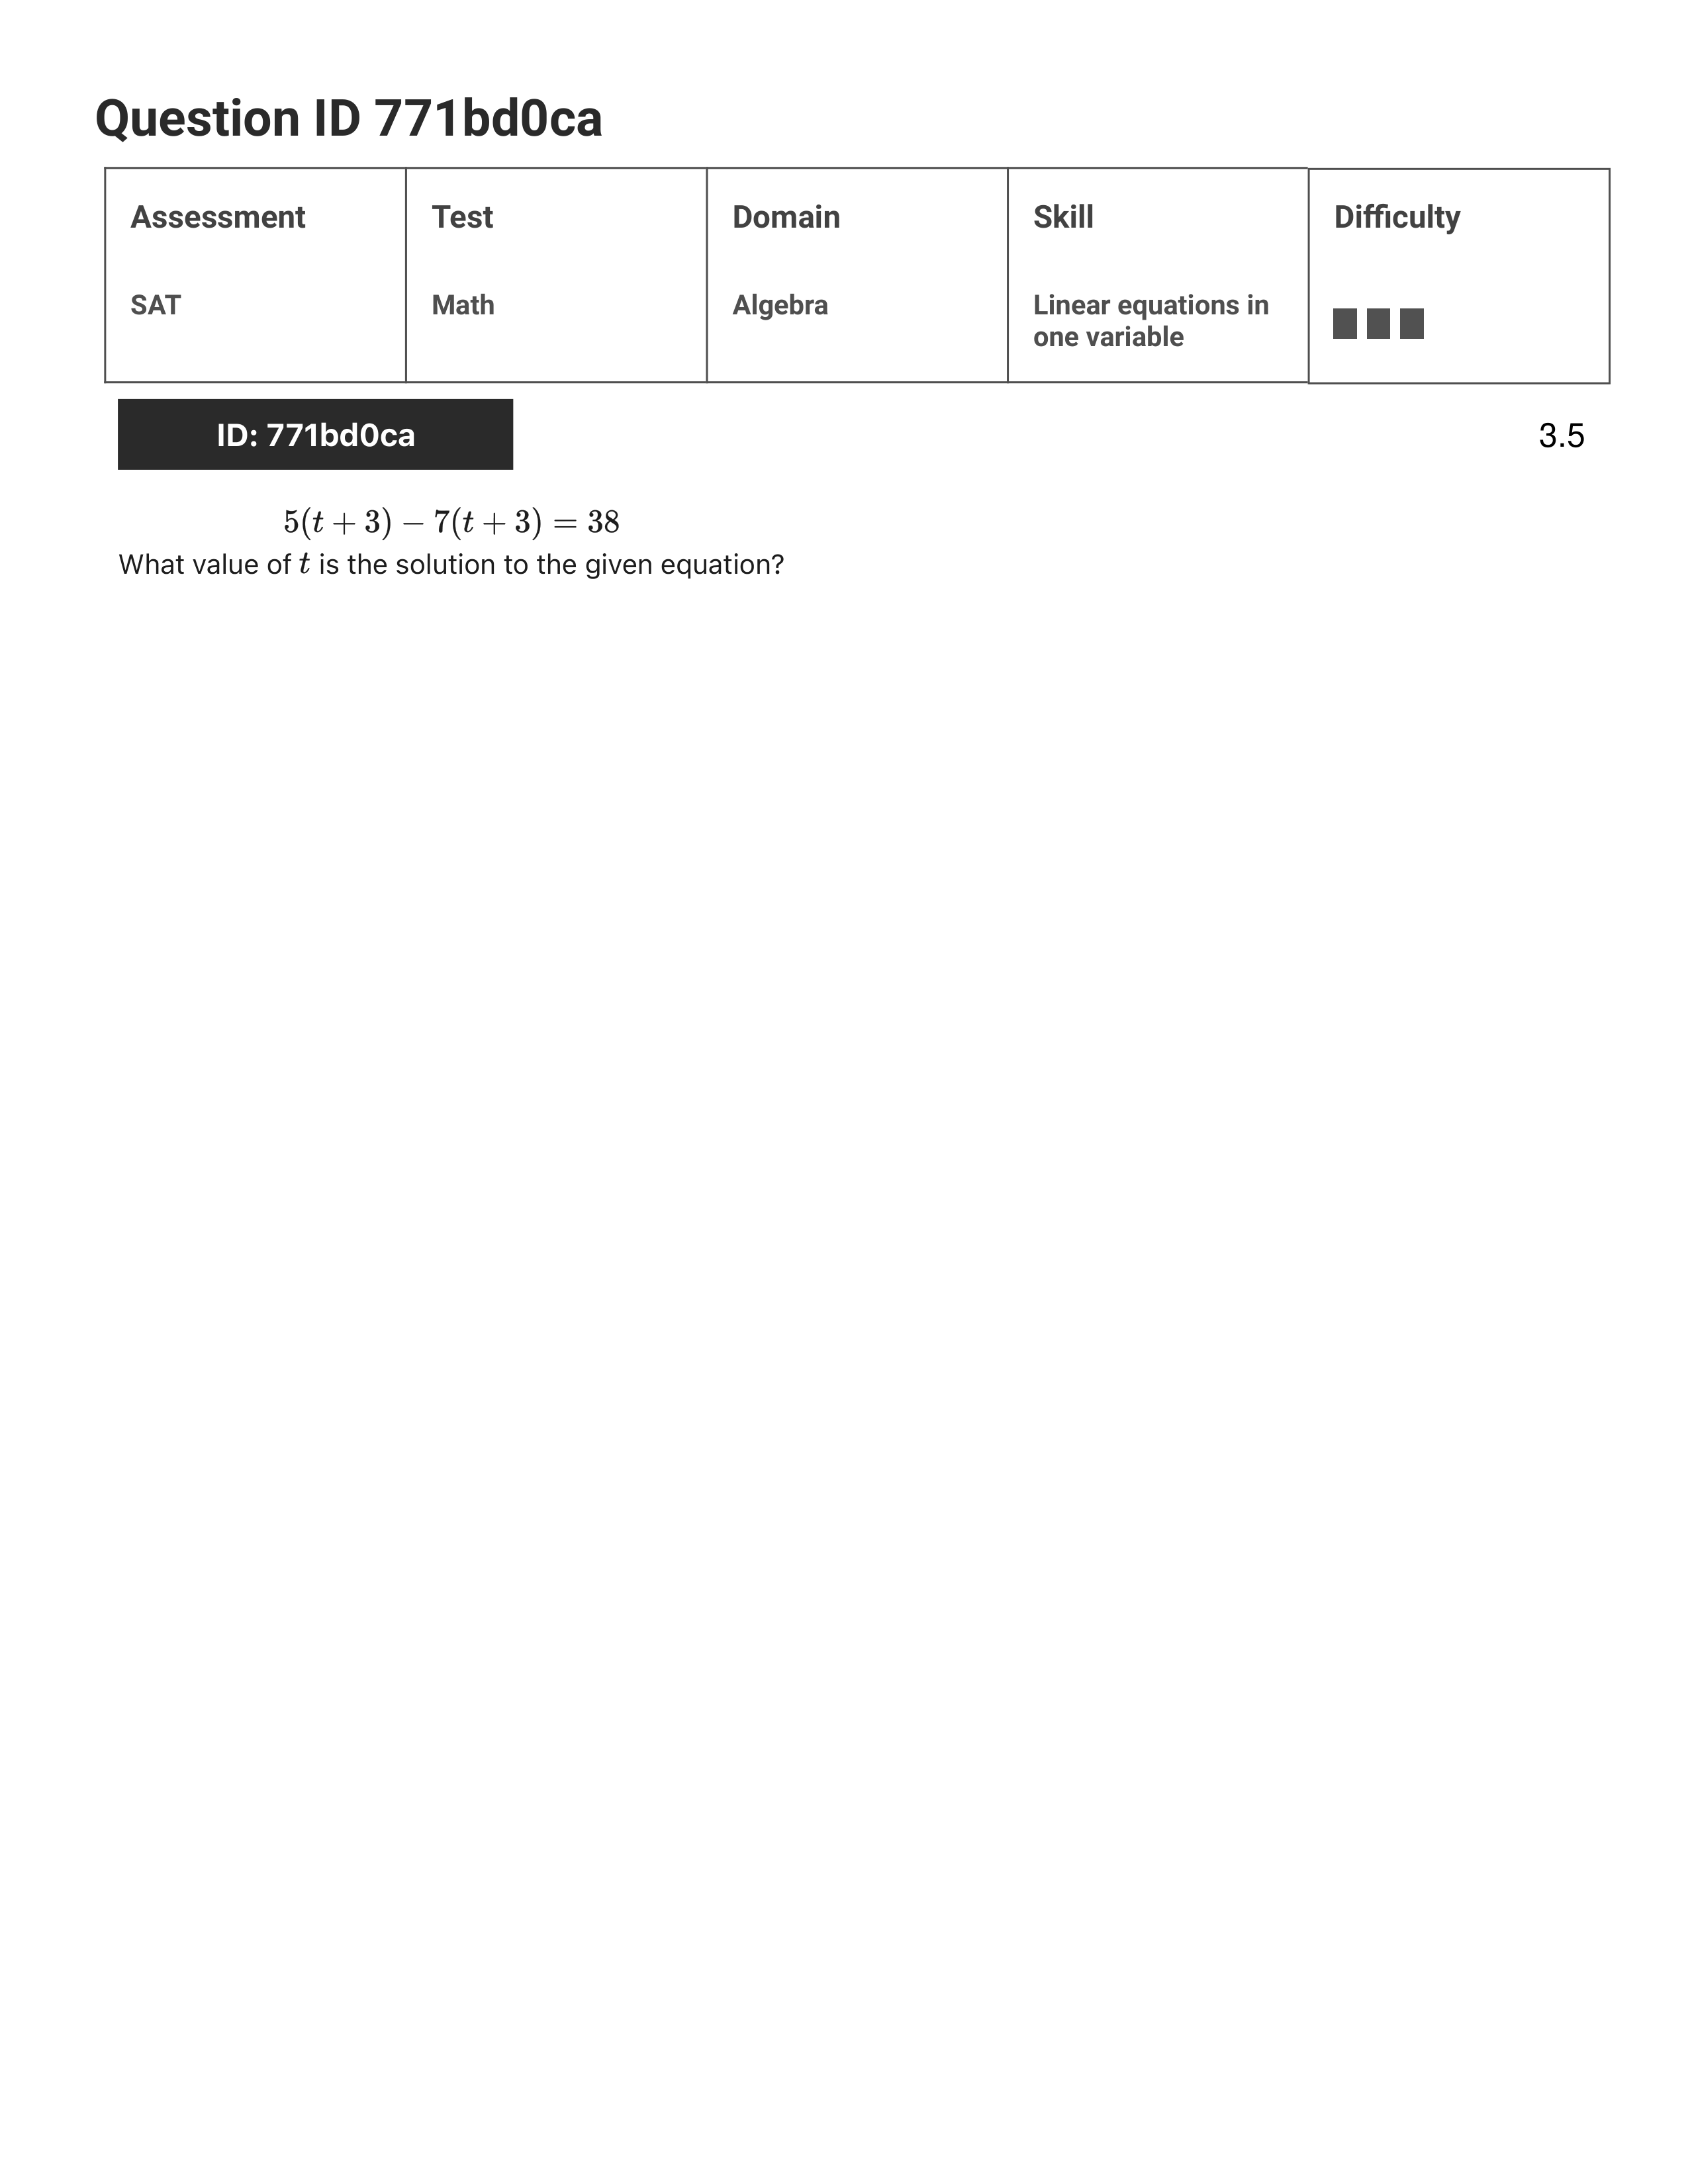 Question ID 771bd0ca
Assessment Test Domain Skill Difficulty
SAT Math Algebra Linear equations in
one variable
ID: 771bd0ca 3.5
5(t + 3) − 7(t + 3) = 38
What value of t is the solution to the given equation?